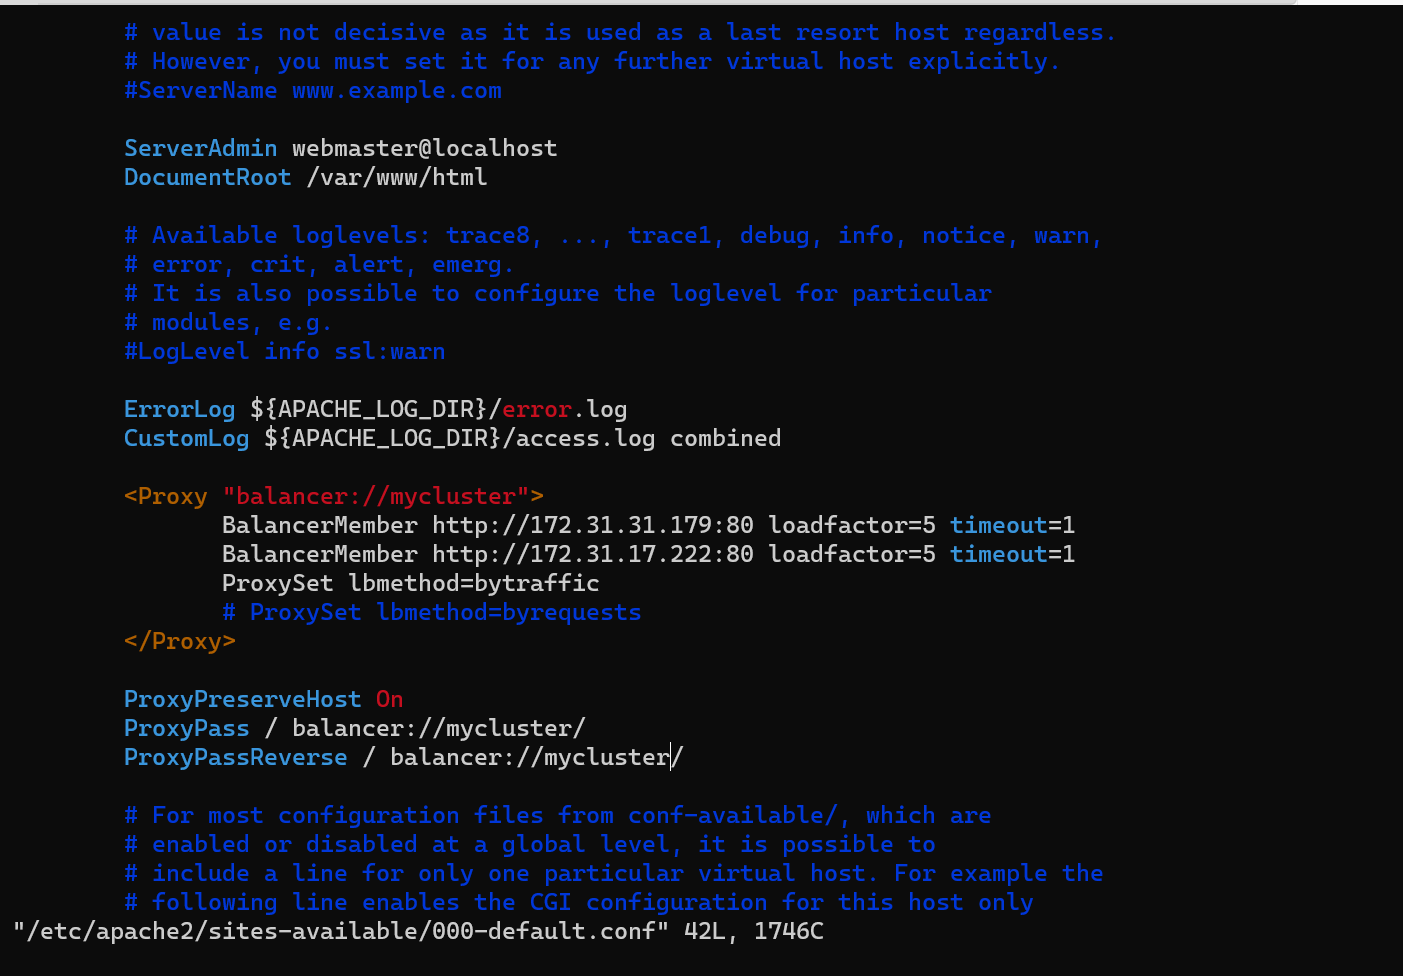 # value is not decisive as it is used as a last resort host regardless.
# However, you must set it for any further virtual host explicitly.
#ServerName www.example.com
ServerAdmin webmaster@localhost
DocumentRoot /var/www/html
# Available loglevels: trace8, ..., trace1, debug, info, notice, warn,
# error, crit, alert, emerg.
# It is also possible to configure the loglevel for particular
# modules, e.g.
#LogLevel info ssl:warn
ErrorLog ${APACHE_LOG_DIR}/error.log
CustomLog ${APACHE_LOG_DIR}/access.log combined
<Proxy "balancer://mycluster">
BalancerMember http://172.31.31.179:80 loadfactor=5 timeout=1
BalancerMember http://172.31.17.222:80 loadfactor=5 timeout=1
ProxySet lbmethod=bytraffic
# ProxySet lbmethod=byrequests
</Proxy>
ProxyPreserveHost On
ProxyPass / balancer://mycluster/
ProxyPassReverse / balancer://mycluster/
# For most configuration files from conf-available/, which are
# enabled or disabled at a global level, it is possible to
# include a line for only one particular virtual host. For example the
# following line enables the CGI configuration for this host only
"/etc/apache2/sites-available/000-default.conf" 42L, 1746C